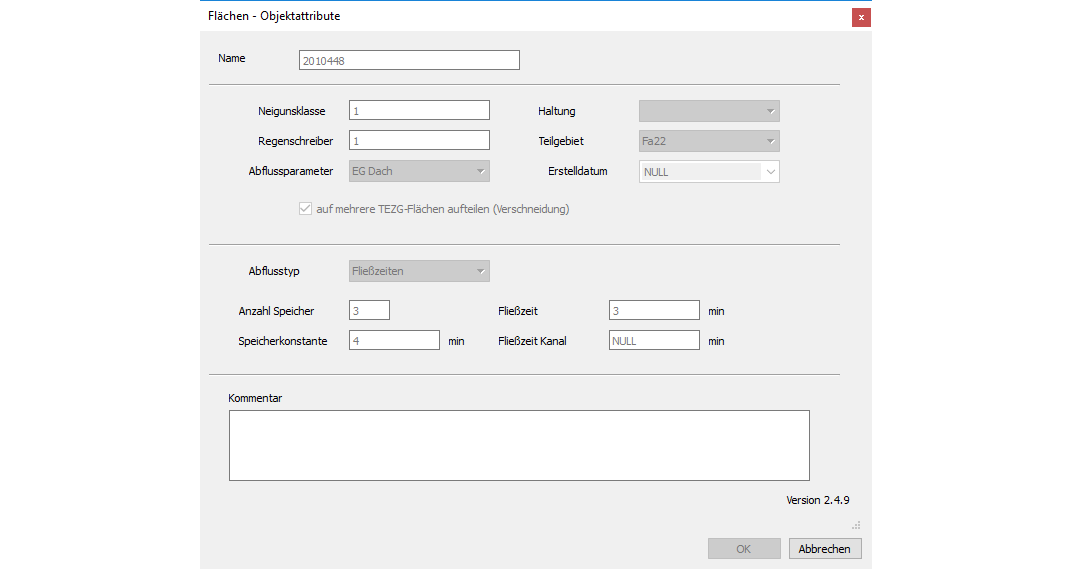 Flächen - Objektattribute
x
Name 2010448
Neigunsklasse 1 Haltung
Regenschreiber 1 Teilgebiet Fa22
Abflussparameter EG Dach Erstelldatum NULL
auf mehrere TEZG-Flächen aufteilen (Verschneidung)
Abflusstyp Fließzeiten
Anzahl Speicher 3 Fließzeit 3 min
Speicherkonstante 4 min Fließzeit Kanal NULL min
Kommentar
Version 2.4.9
OK Abbrechen